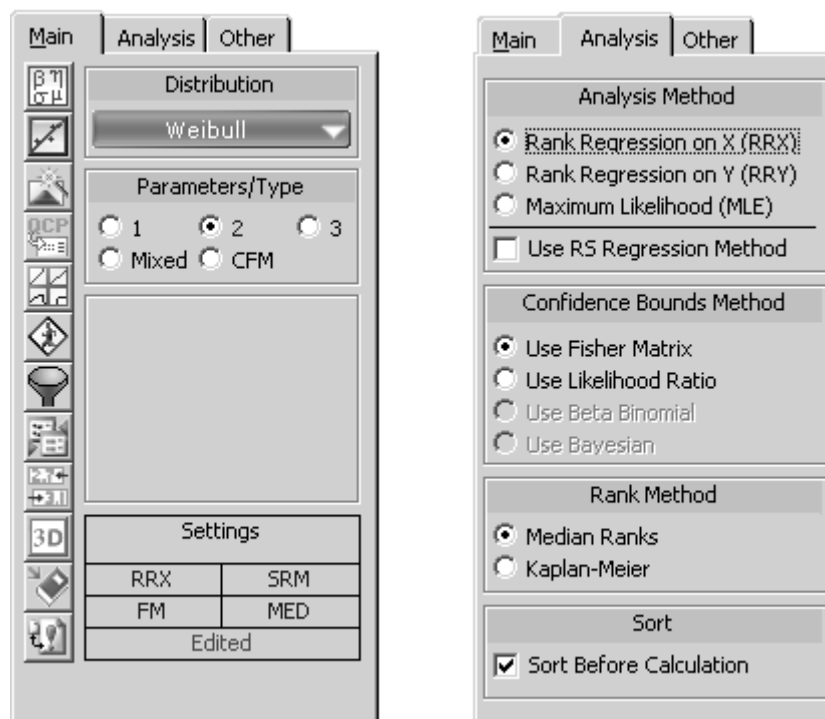 Main Analysis Other
β η
σ μ
Distribution
Weibull
Parameters/Type
1 2 3
Mixed CFM
QCP
3D
Settings
RRX SRM
FM MED
Edited
Main Analysis Other
Analysis Method
Rank Regression on X (RRX)
Rank Regression on Y (RRY)
Maximum Likelihood (MLE)
Use RS Regression Method
Confidence Bounds Method
Use Fisher Matrix
Use Likelihood Ratio
Use Beta Binomial
Use Bayesian
Rank Method
Median Ranks
Kaplan-Meier
Sort
Sort Before Calculation